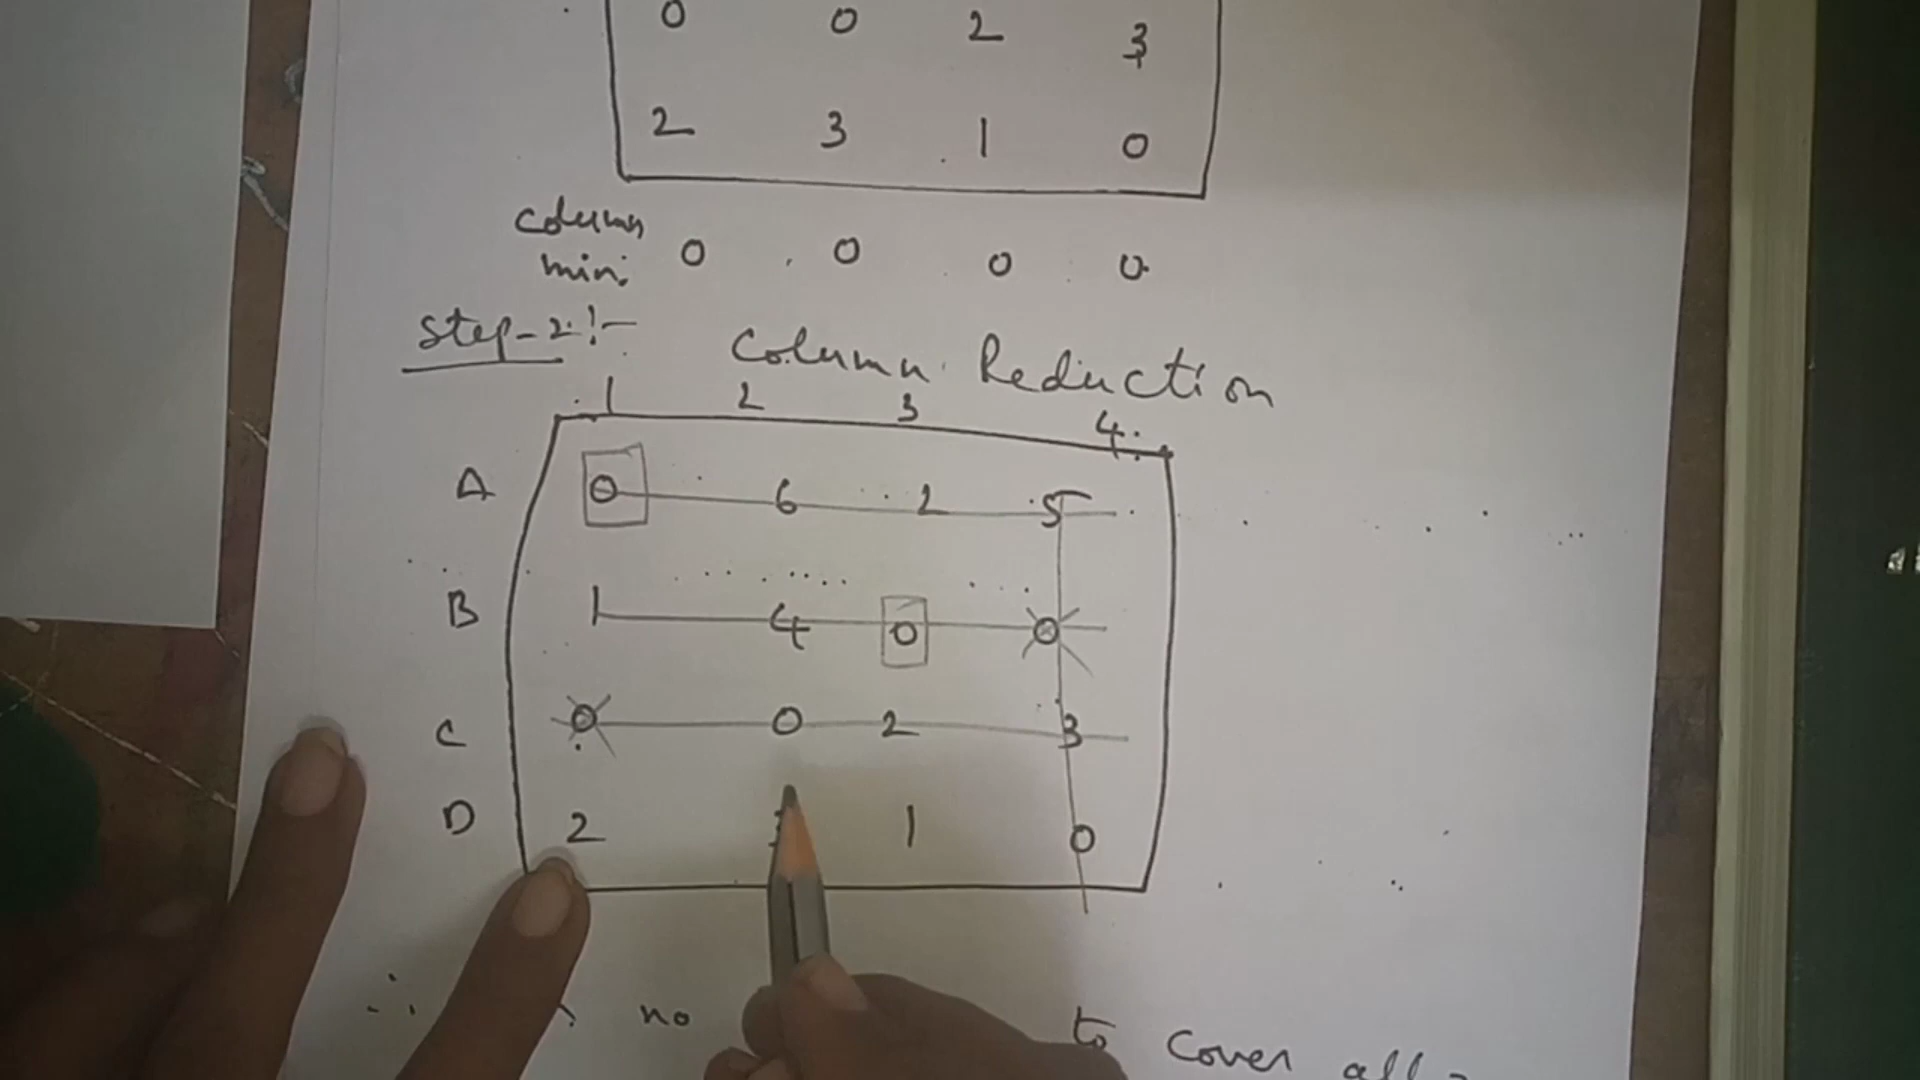 0 0 2 3
2 3 1 0
column
mini 0 0 0 0
Step-2:- Column Reduction
1 2 3 4
A 0 6 2 5
B 1 4 0 0
C 0 0 2 3
D 2 1 0
∴ no to cover all